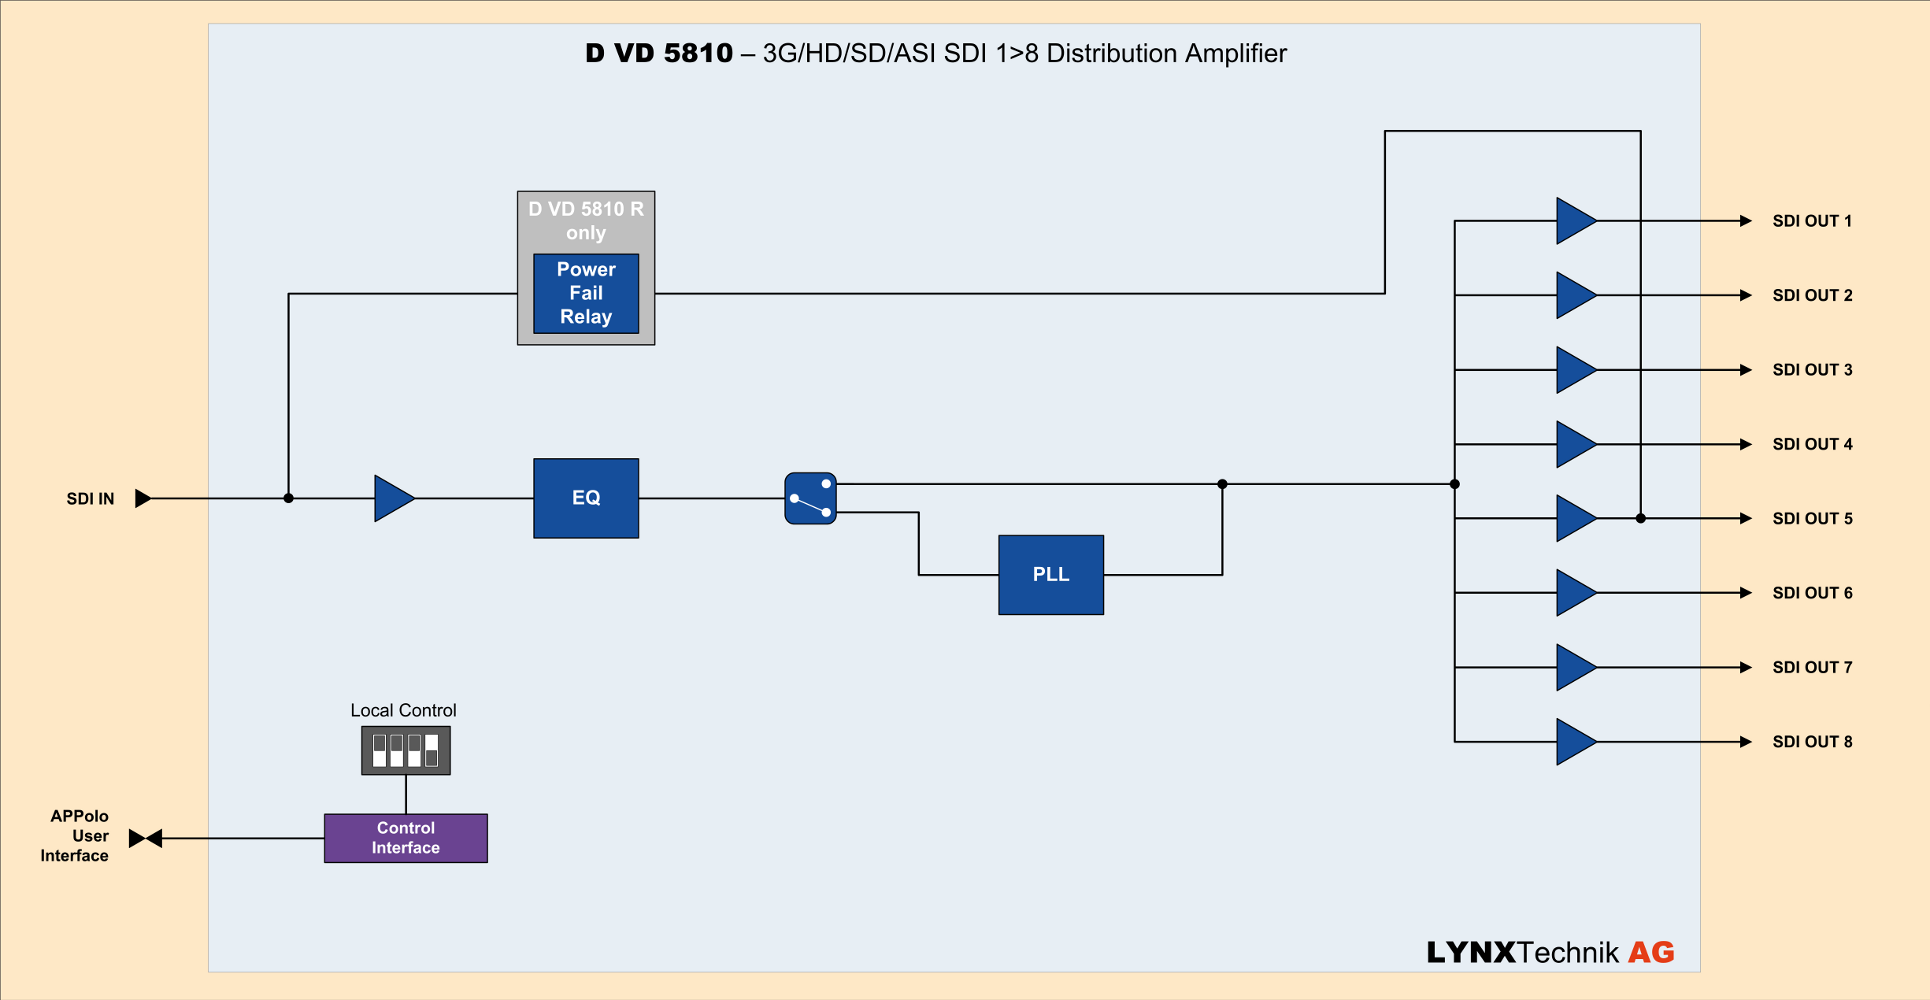 D VD 5810 – 3G/HD/SD/ASI SDI 1>8 Distribution Amplifier
D VD 5810 R
only
Power
Fail
Relay
SDI IN
EQ
PLL
SDI OUT 1
SDI OUT 2
SDI OUT 3
SDI OUT 4
SDI OUT 5
SDI OUT 6
SDI OUT 7
SDI OUT 8
Local Control
APPolo
User
Interface
Control
Interface
LYNXTechnik AG